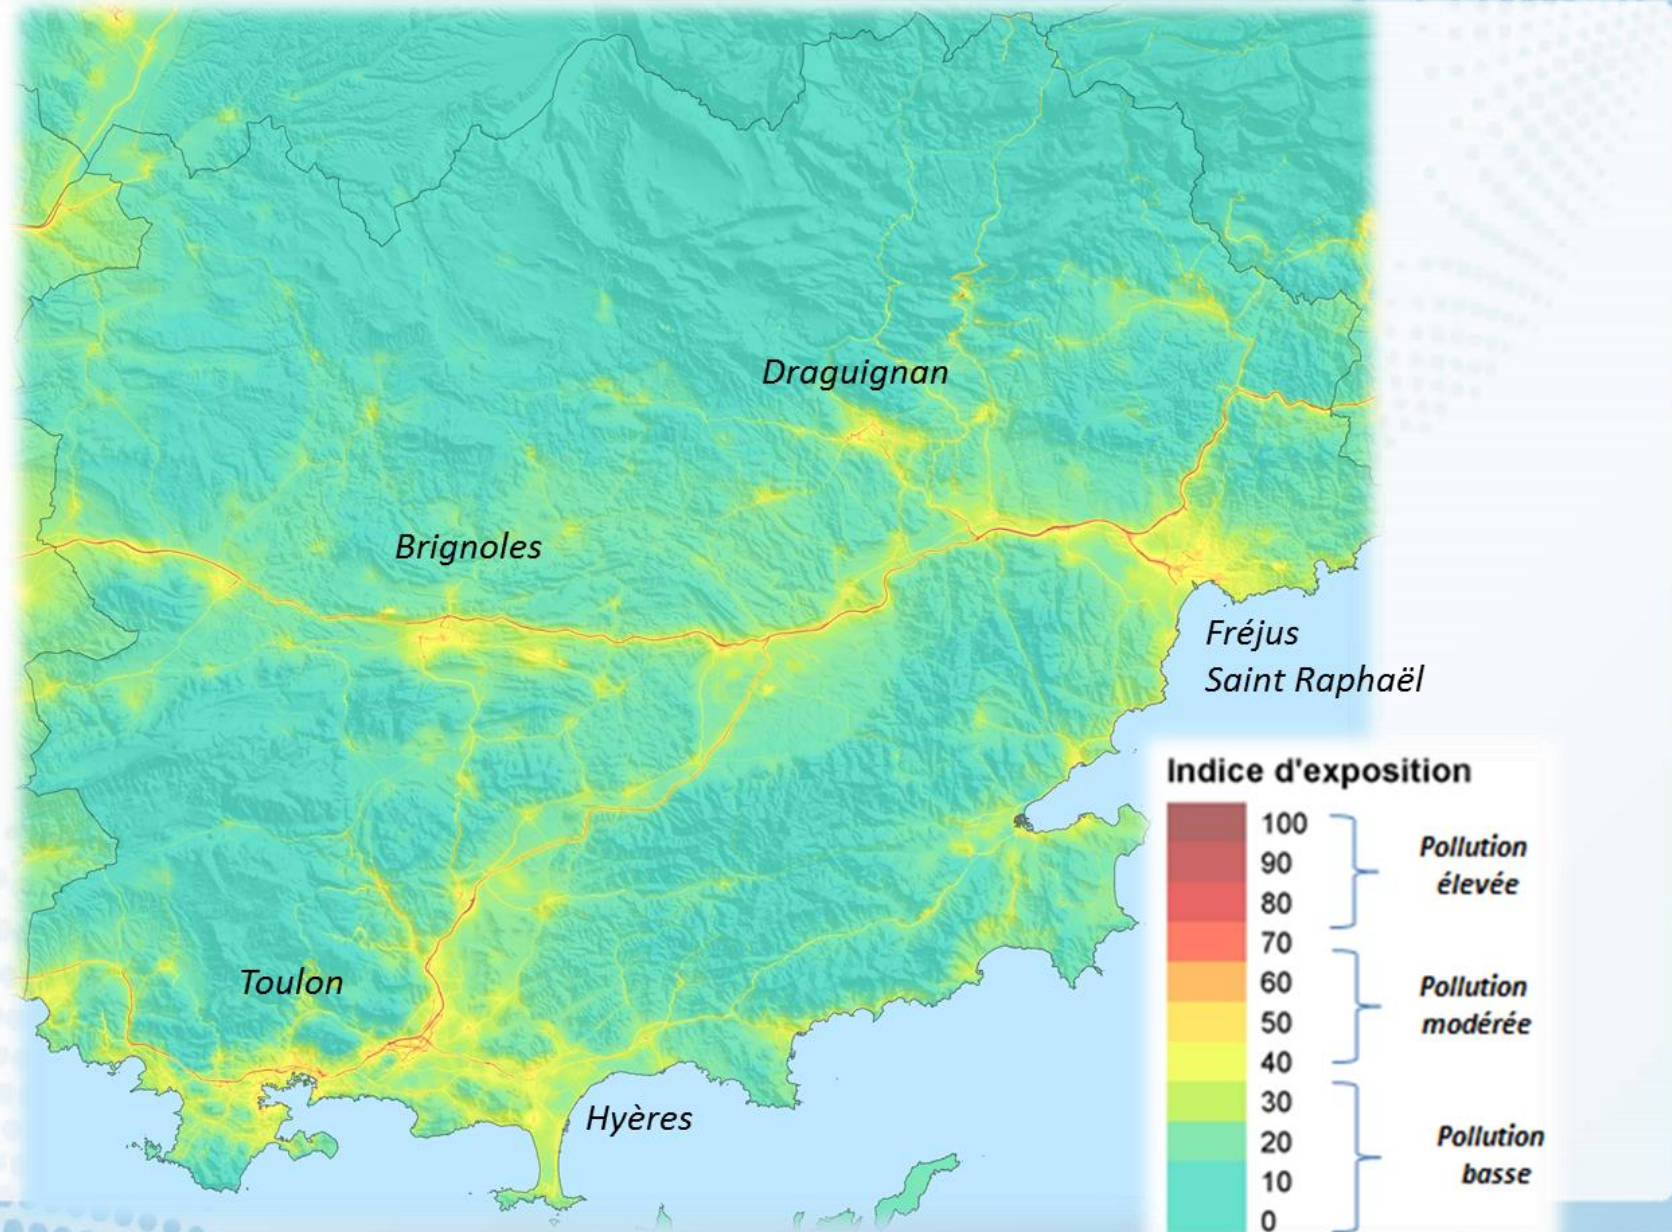 Draguignan
Brignoles
Fréjus
Saint Raphaël
Toulon
Hyères
Indice d'exposition
100
90
80
70
60
50
40
30
20
10
0
Pollution
élevée
Pollution
modérée
Pollution
basse